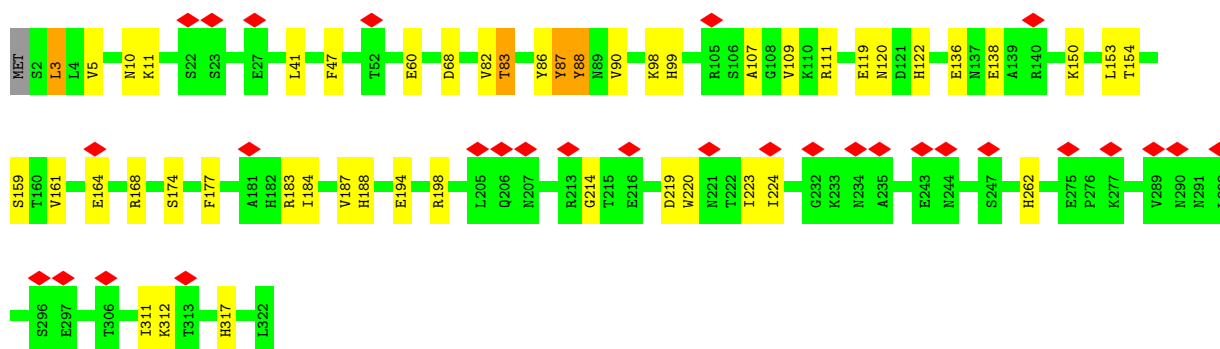 MET S2 L3 L4 V5 N10 K11 S22 S23 E27 L41 F47 T52 E60 D68 V82 T83 Y86 Y87 Y88 N89 V90 K98 H99 R105 S106 A107 G108 V109 K110 R111 E119 N120 D121 H122 E136 N137 E138 A139 R140 K150 L153 T154
S159 T160 V161 E164 R168 S174 F177 A181 H182 R183 I184 V187 H188 E194 R198 L205 Q206 N207 R213 G214 T215 E216 D219 W220 N221 T222 I223 I224 G232 K233 N234 A235 E243 N244 S247 H262 E275 P276 K277 V289 N290 N291
S296 E297 T306 I311 K312 T313 H317 L322